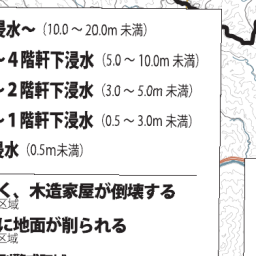 浸水～（10.0 ～ 20.0m 未満）
～４階軒下浸水（5.0 ～ 10.0m 未満）
～２階軒下浸水（3.0 ～ 5.0m 未満）
～１階軒下浸水（0.5 ～ 3.0m 未満）
浸水（0.5m未満）
く、木造家屋が倒壊する
区域
に地面が削られる
区域